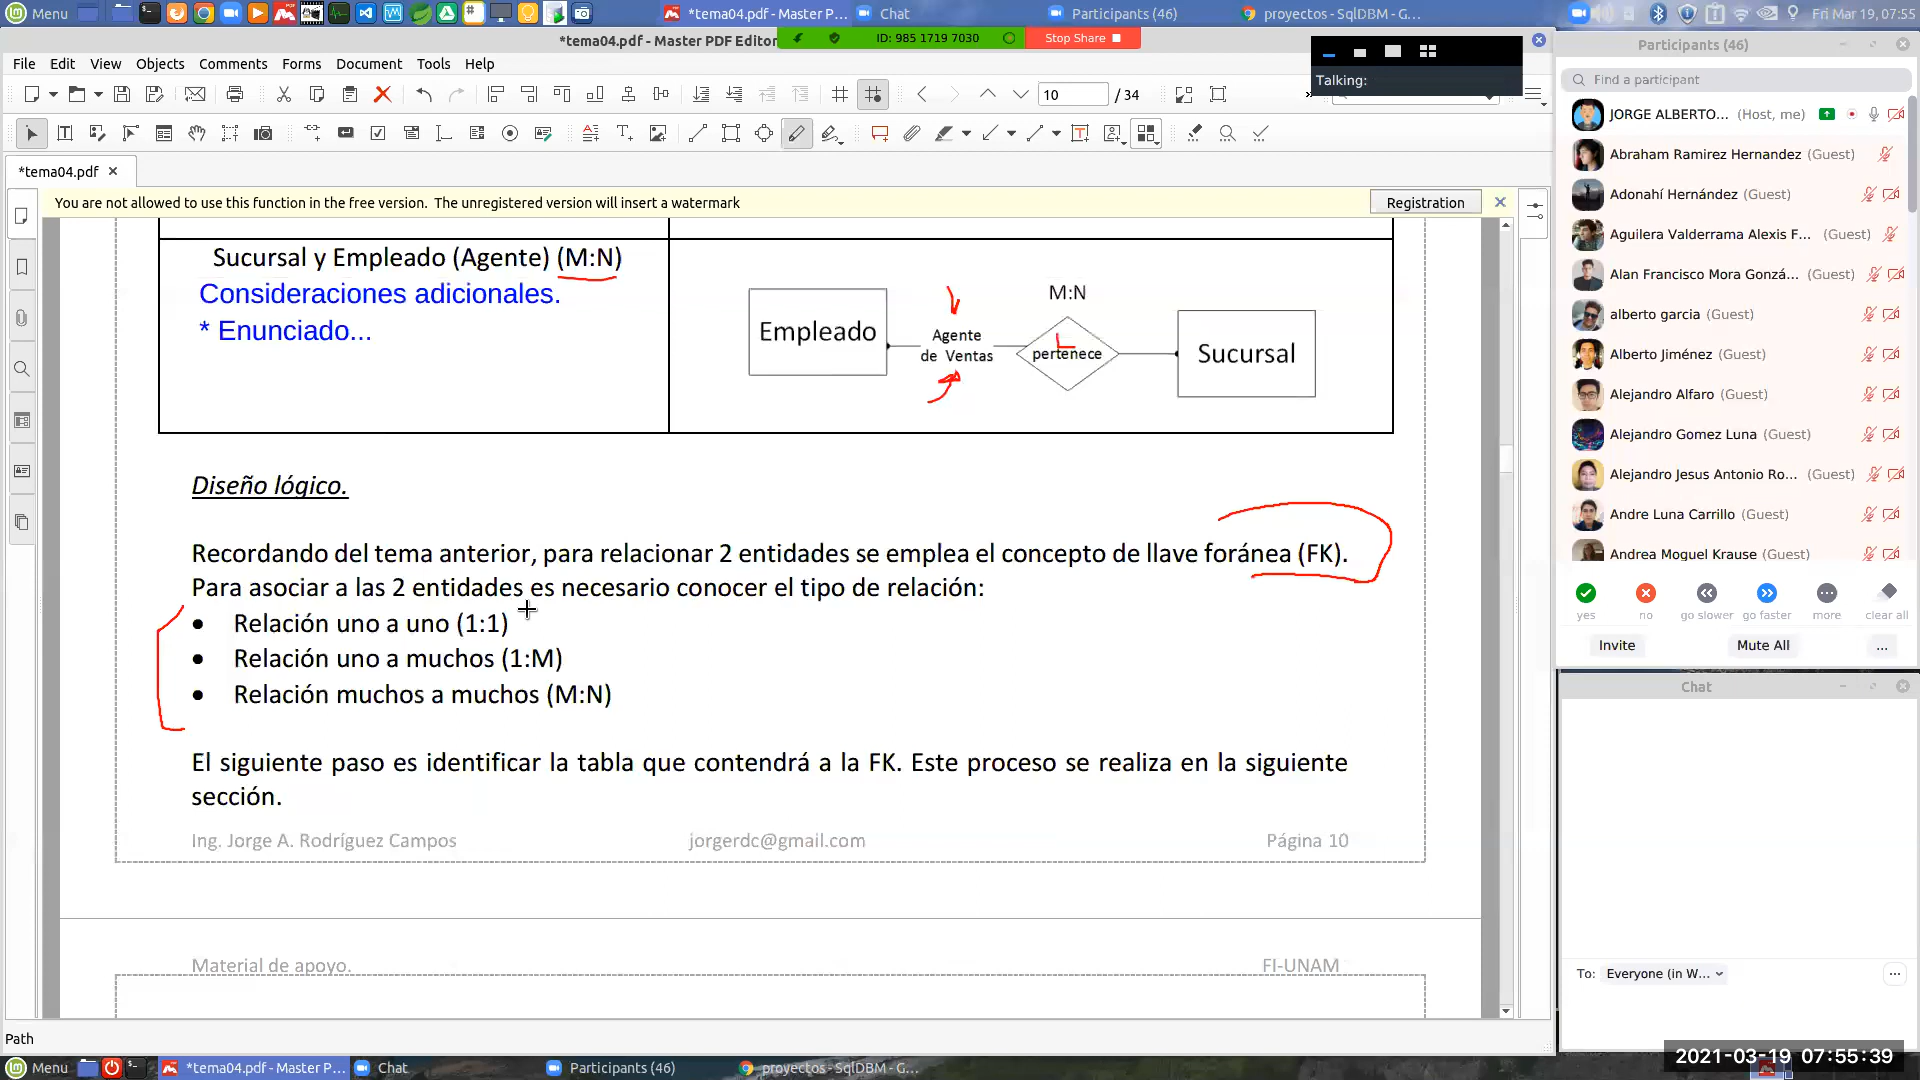 Menu
*tema04.pdf - Master P...
Chat
Participants (46)
proyectos - SqlDBM - G...
Fri Mar 19, 07:55
*tema04.pdf - Master PDF Editor
ID: 985 1719 7030
Stop Share
Talking:
File Edit View Objects Comments Forms Document Tools Help
10 / 34
*tema04.pdf
You are not allowed to use this function in the free version. The unregistered version will insert a watermark
Registration
Sucursal y Empleado (Agente) (M:N)
Consideraciones adicionales.
* Enunciado...
M:N
Empleado
Agente
de Ventas
pertenece
Sucursal
Diseño lógico.
Recordando del tema anterior, para relacionar 2 entidades se emplea el concepto de llave foránea (FK).
Para asociar a las 2 entidades es necesario conocer el tipo de relación:
• Relación uno a uno (1:1)
• Relación uno a muchos (1:M)
• Relación muchos a muchos (M:N)
El siguiente paso es identificar la tabla que contendrá a la FK. Este proceso se realiza en la siguiente
sección.
Ing. Jorge A. Rodríguez Campos jorgerdc@gmail.com Página 10
Material de apoyo. FI-UNAM
Path
Participants (46)
Find a participant
JORGE ALBERTO... (Host, me)
Abraham Ramirez Hernandez (Guest)
Adonahí Hernández (Guest)
Aguilera Valderrama Alexis F... (Guest)
Alan Francisco Mora Gonzá... (Guest)
alberto garcia (Guest)
Alberto Jiménez (Guest)
Alejandro Alfaro (Guest)
Alejandro Gomez Luna (Guest)
Alejandro Jesus Antonio Ro... (Guest)
Andre Luna Carrillo (Guest)
Andrea Moguel Krause (Guest)
yes no go slower go faster more clear all
Invite Mute All ...
Chat
To: Everyone (in W...
Menu
*tema04.pdf - Master P...
Chat
Participants (46)
proyectos - SqlDBM - G...
2021-03-19 07:55:39